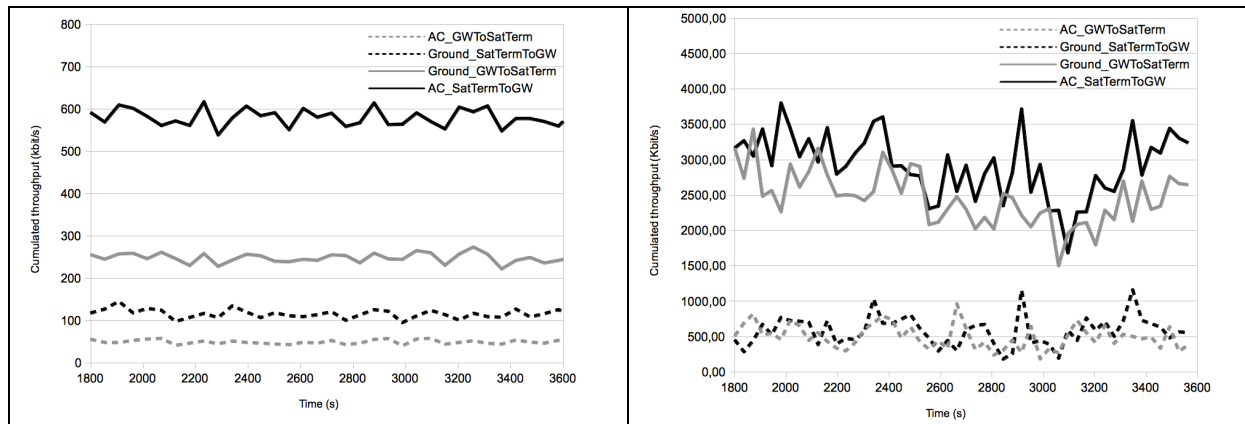 800
700
600
500
400
300
200
100
0
Cumulated throughput (kbit/s)
AC_GWToSatTerm
Ground_SatTermToGW
Ground_GWToSatTerm
AC_SatTermToGW
1800 2000 2200 2400 2600 2800 3000 3200 3400 3600
Time (s)
5000,00
4500,00
4000,00
3500,00
3000,00
2500,00
2000,00
1500,00
1000,00
500,00
0,00
Cumulated throughput (Kbit/s)
AC_GWToSatTerm
Ground_SatTermToGW
Ground_GWToSatTerm
AC_SatTermToGW
1800 2000 2200 2400 2600 2800 3000 3200 3400 3600
Time (s)